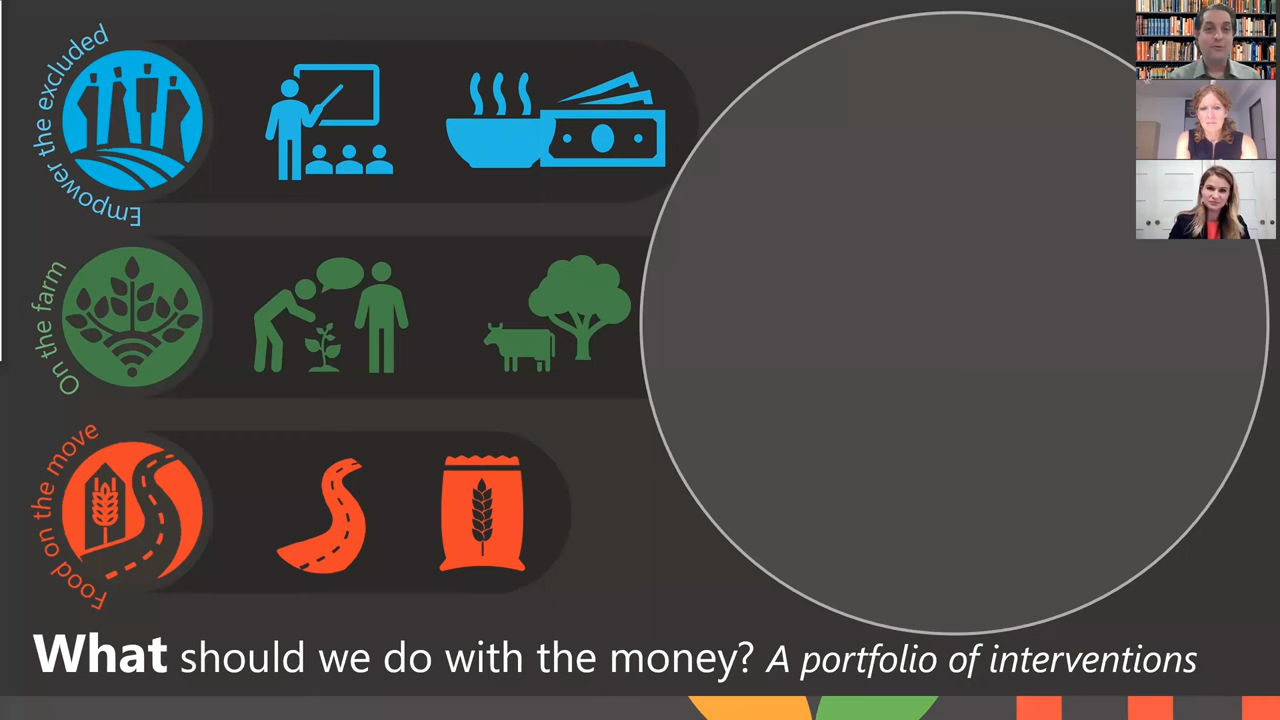 Empower the excluded
On the farm
Food on the move
What should we do with the money? A portfolio of interventions